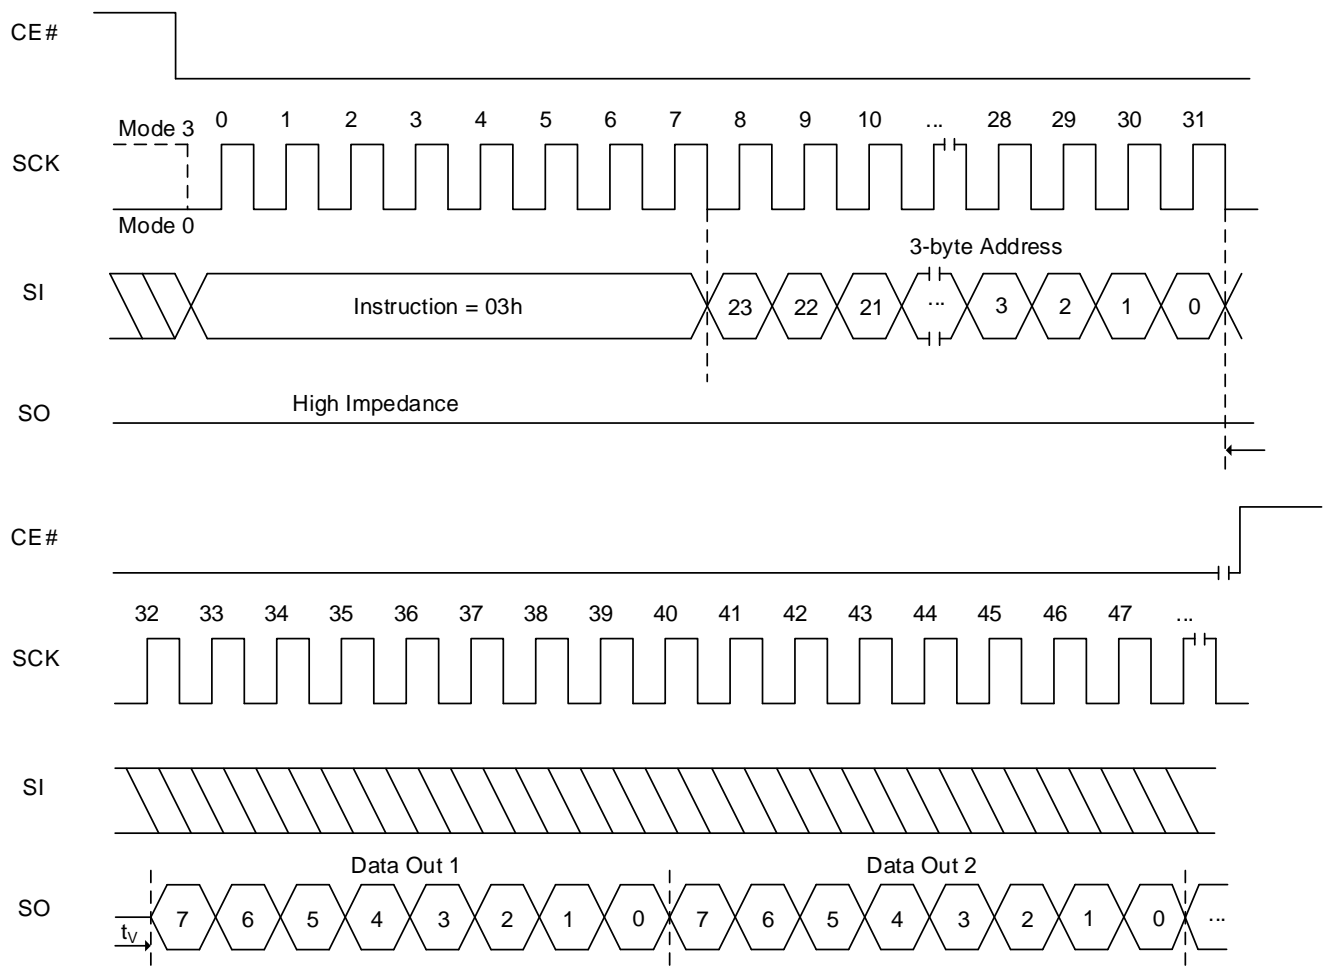 CE#
Mode 3 0 1 2 3 4 5 6 7 8 9 10 ... 28 29 30 31
SCK
Mode 0
3-byte Address
SI Instruction = 03h 23 22 21 ... 3 2 1 0
SO High Impedance
CE#
32 33 34 35 36 37 38 39 40 41 42 43 44 45 46 47 ...
SCK
SI
Data Out 1 Data Out 2
SO 7 6 5 4 3 2 1 0 7 6 5 4 3 2 1 0 ...
tV